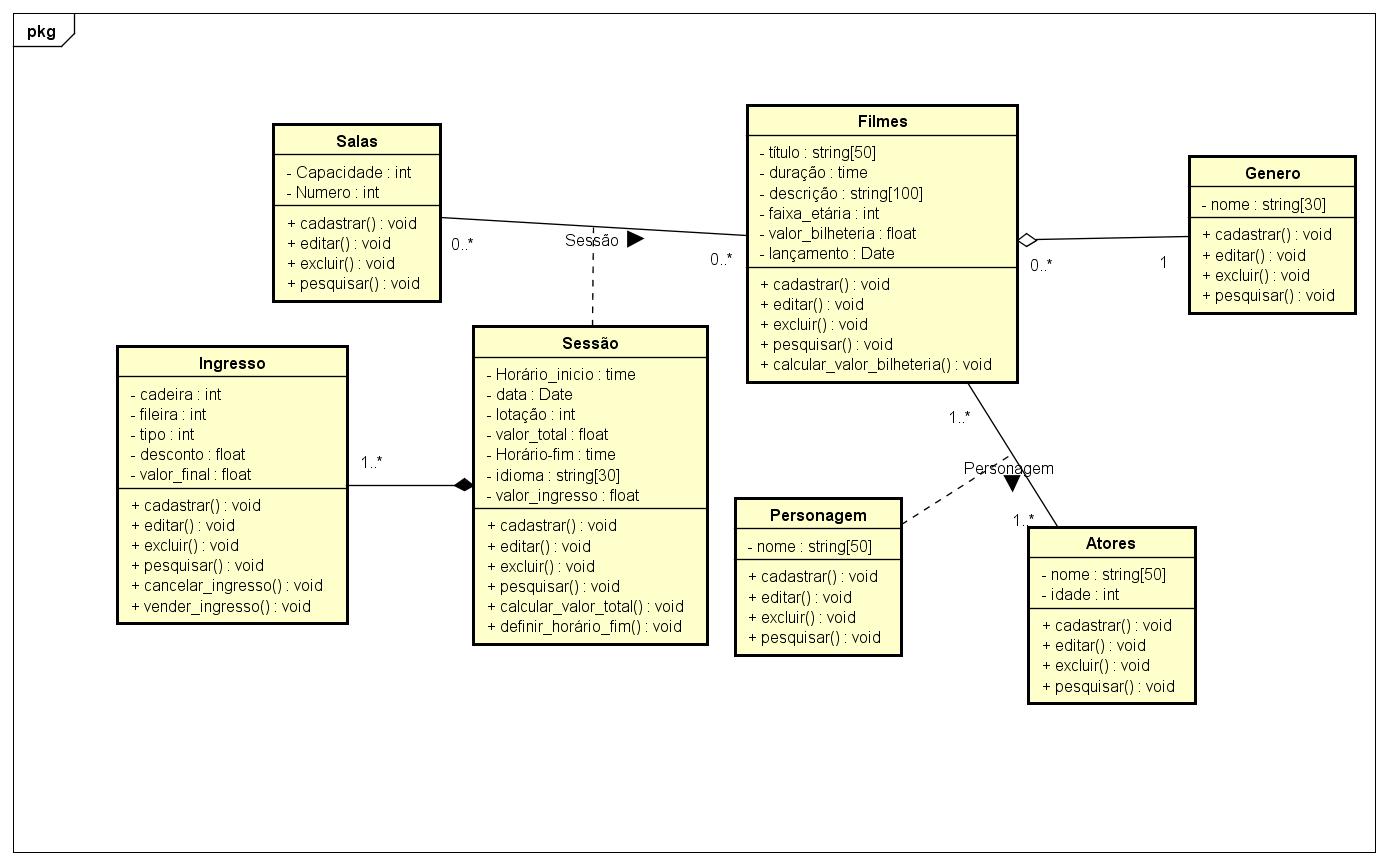 pkg
Salas
- Capacidade : int
- Numero : int
+ cadastrar() : void
+ editar() : void
+ excluir() : void
+ pesquisar() : void
0..*
Sessão
0..*
Filmes
- título : string[50]
- duração : time
- descrição : string[100]
- faixa_etária : int
- valor_bilheteria : float
- lançamento : Date
+ cadastrar() : void
+ editar() : void
+ excluir() : void
+ pesquisar() : void
+ calcular_valor_bilheteria() : void
0..*
1
Genero
- nome : string[30]
+ cadastrar() : void
+ editar() : void
+ excluir() : void
+ pesquisar() : void
Ingresso
- cadeira : int
- fileira : int
- tipo : int
- desconto : float
- valor_final : float
+ cadastrar() : void
+ editar() : void
+ excluir() : void
+ pesquisar() : void
+ cancelar_ingresso() : void
+ vender_ingresso() : void
1..*
Sessão
- Horário_inicio : time
- data : Date
- lotação : int
- valor_total : float
- Horário-fim : time
- idioma : string[30]
- valor_ingresso : float
+ cadastrar() : void
+ editar() : void
+ excluir() : void
+ pesquisar() : void
+ calcular_valor_total() : void
+ definir_horário_fim() : void
1..*
Personagem
1..*
Personagem
- nome : string[50]
+ cadastrar() : void
+ editar() : void
+ excluir() : void
+ pesquisar() : void
Atores
- nome : string[50]
- idade : int
+ cadastrar() : void
+ editar() : void
+ excluir() : void
+ pesquisar() : void